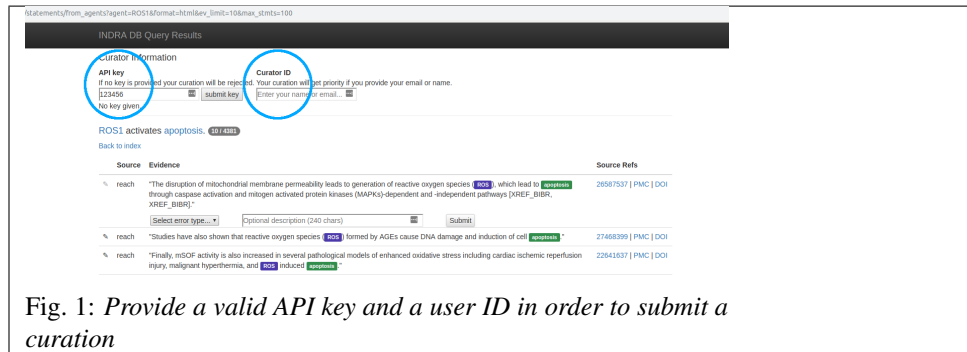 /statements/from_agents?agent=ROS1&format=html&ev_limit=10&max_stmts=100
INDRA DB Query Results
Curator Information
API key
Curator ID
If no key is provided your curation will be rejected. Your curation will get priority if you provide your email or name.
123456
submit key
Enter your name or email...
No key given.
ROS1 activates apoptosis. 10 / 4381
Back to index
Source Evidence Source Refs
reach "The disruption of mitochondrial membrane permeability leads to generation of reactive oxygen species ( ROS ), which lead to apoptosis 26587537 | PMC | DOI
through caspase activation and mitogen activated protein kinases (MAPKs)-dependent and -independent pathways [XREF_BIBR,
XREF_BIBR]."
Select error type... Optional description (240 chars) Submit
reach "Studies have also shown that reactive oxygen species ( ROS ) formed by AGEs cause DNA damage and induction of cell apoptosis ." 27468399 | PMC | DOI
reach "Finally, mSOF activity is also increased in several pathological models of enhanced oxidative stress including cardiac ischemic reperfusion 22641637 | PMC | DOI
injury, malignant hyperthermia, and ROS induced apoptosis ."
Fig. 1: Provide a valid API key and a user ID in order to submit a
curation